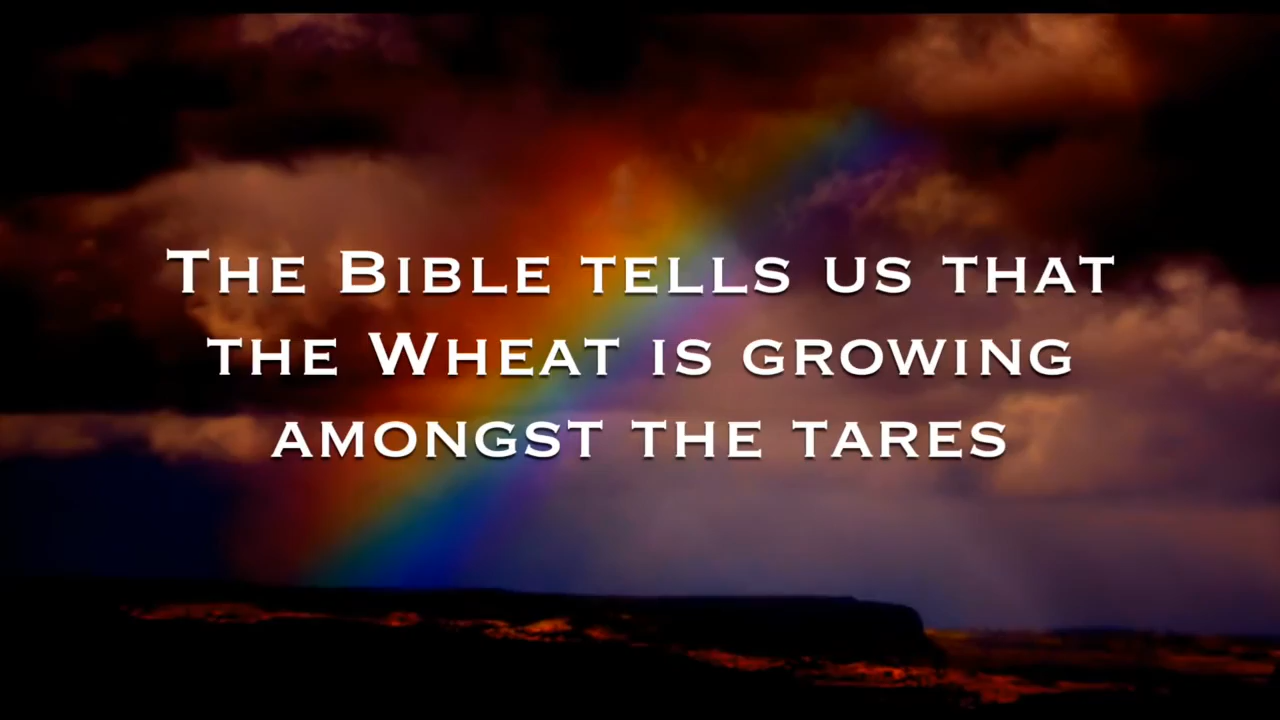 The Bible tells us that
the Wheat is growing
amongst the tares